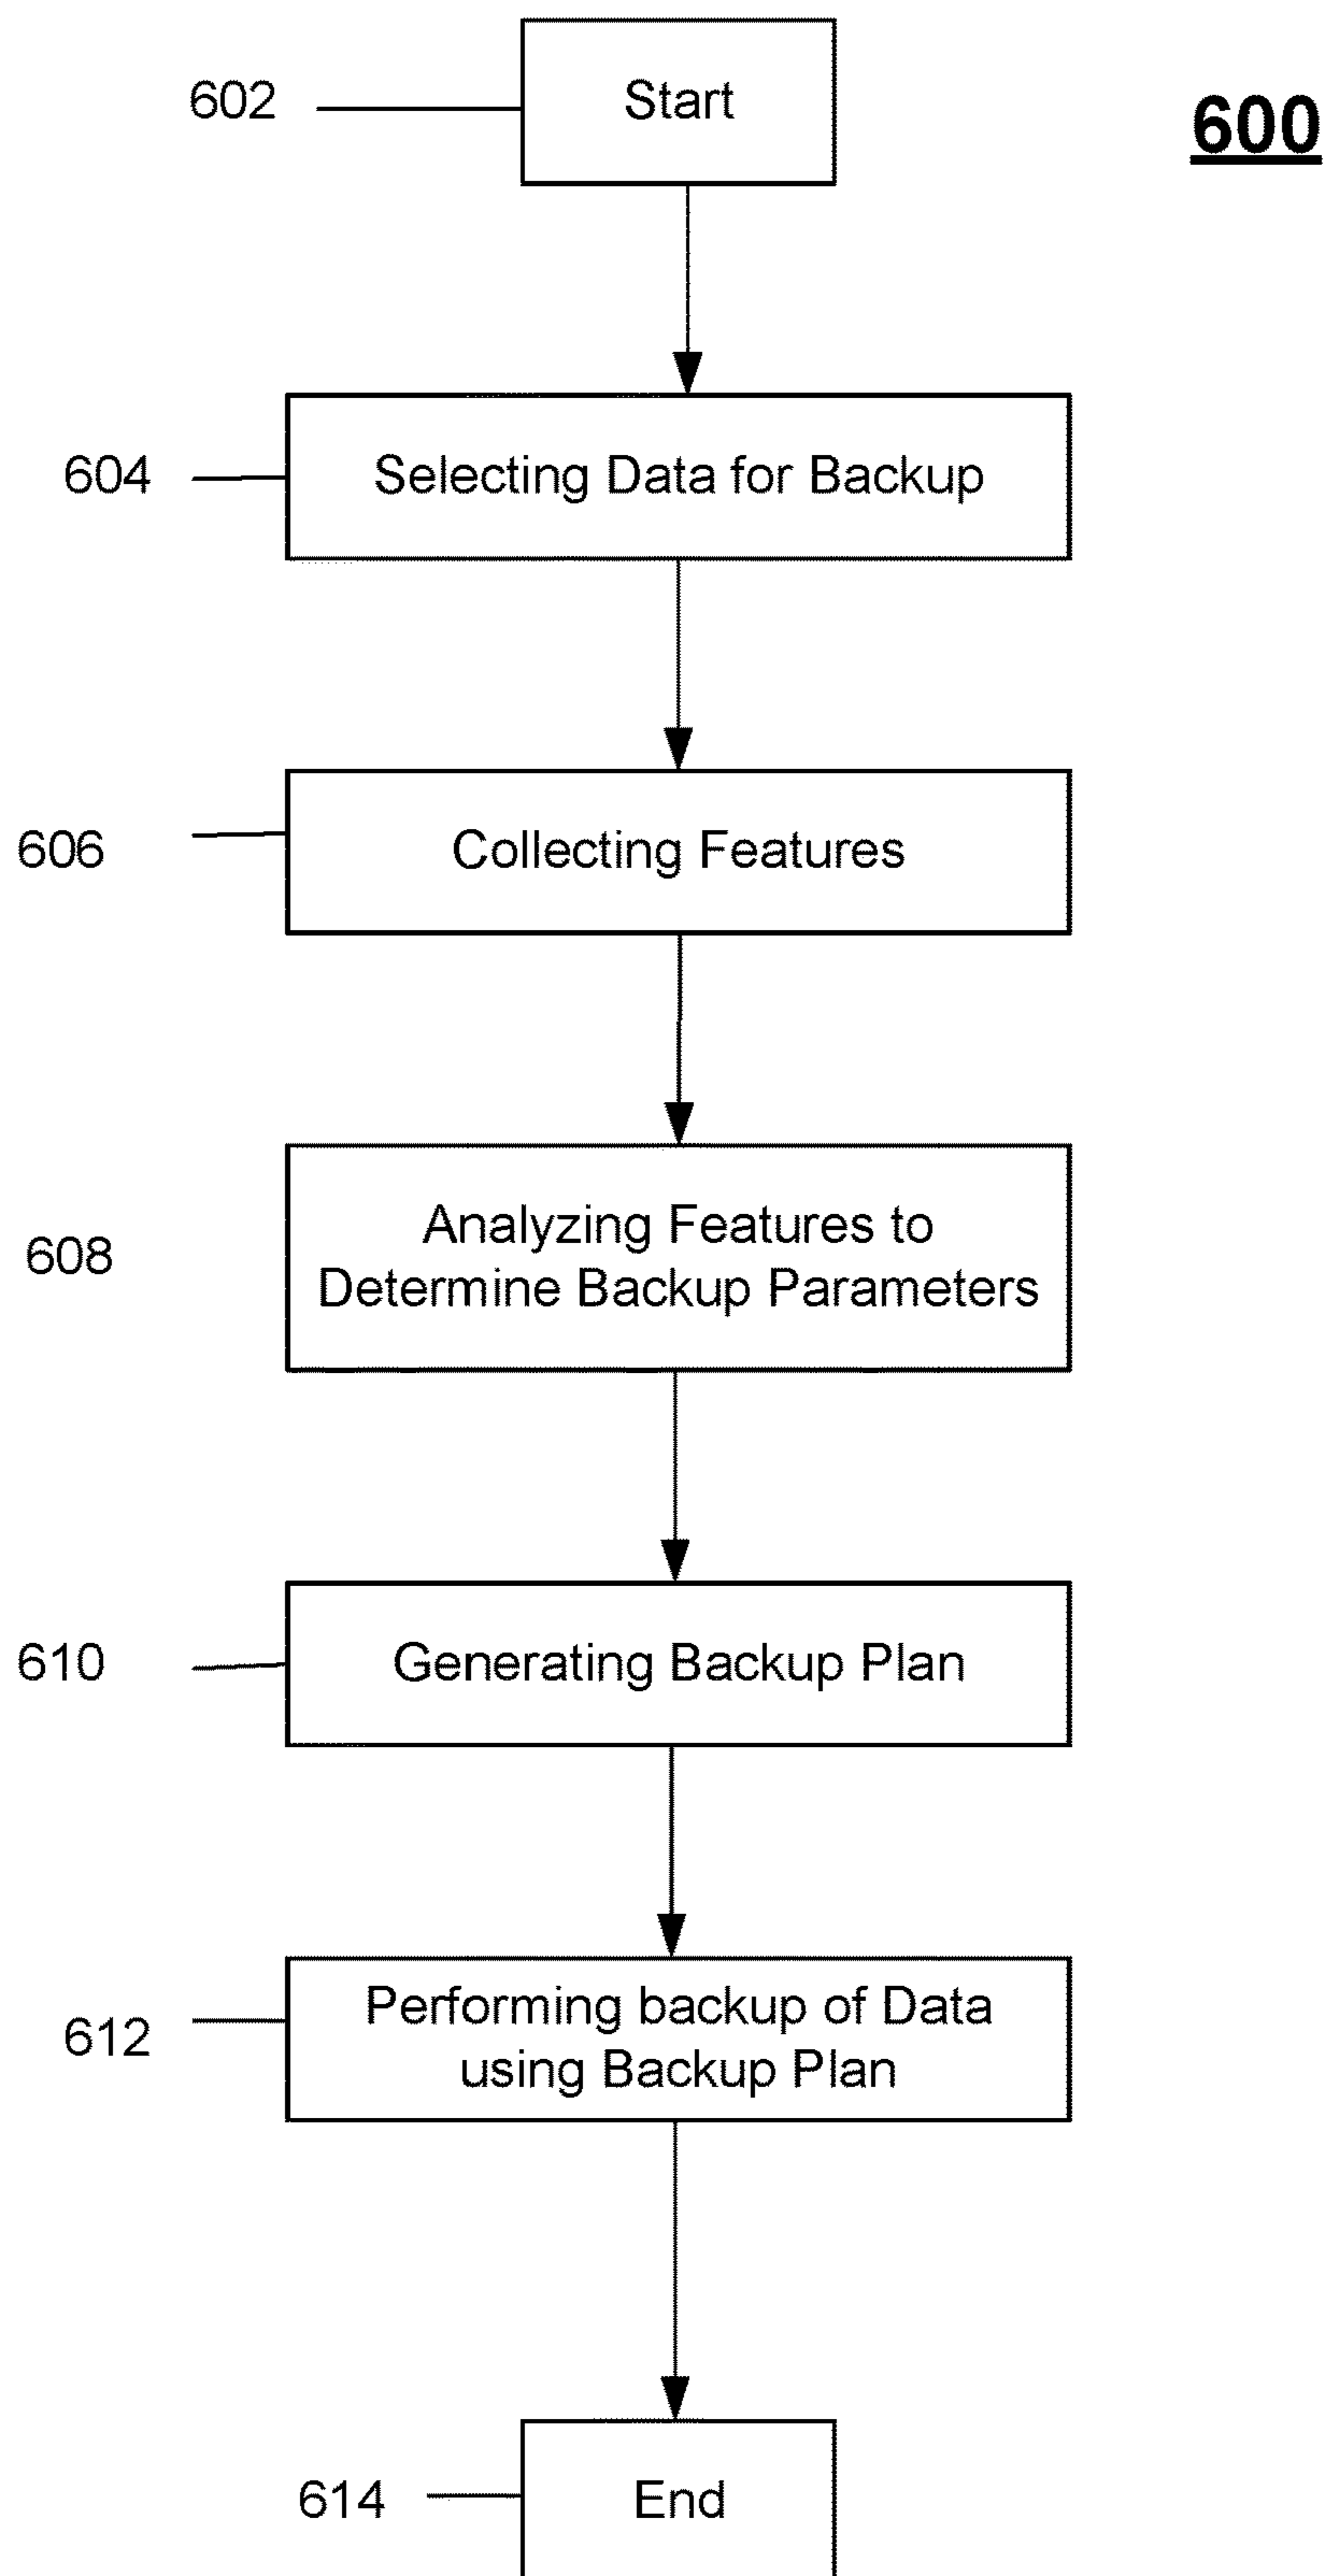 602
Start
600
604
Selecting Data for Backup
606
Collecting Features
608
Analyzing Features to
Determine Backup Parameters
610
Generating Backup Plan
612
Performing backup of Data
using Backup Plan
614
End